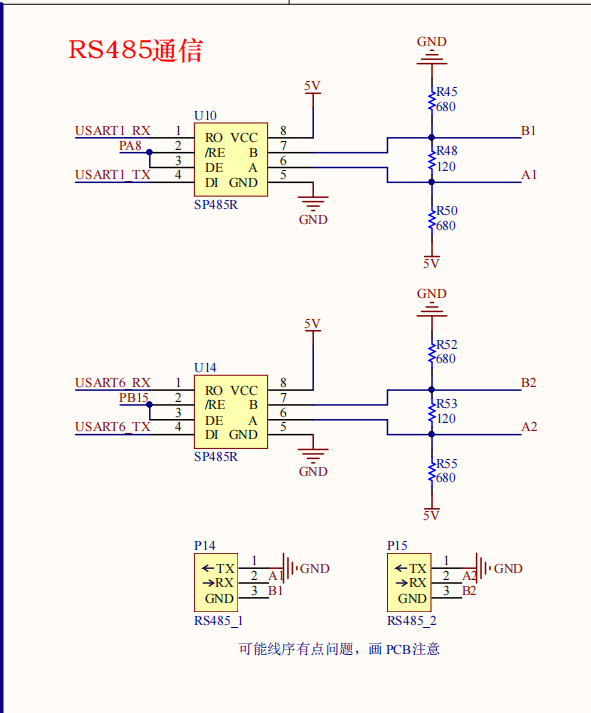 RS485通信
GND
5V
R45
680
U10
USART1_RX 1 RO VCC 8
B1
PA8 2 /RE B 7
R48
120
3 DE A 6
USART1_TX 4 DI GND 5
A1
SP485R
GND
R50
680
5V
GND
5V
R52
680
U14
USART6_RX 1 RO VCC 8
B2
PB15 2 /RE B 7
R53
120
3 DE A 6
USART6_TX 4 DI GND 5
A2
SP485R
GND
R55
680
5V
P14
TX 1 GND
RX 2 A1
GND 3 B1
RS485_1
P15
TX 1 GND
RX 2 A2
GND 3 B2
RS485_2
可能线序有点问题，画 PCB注意